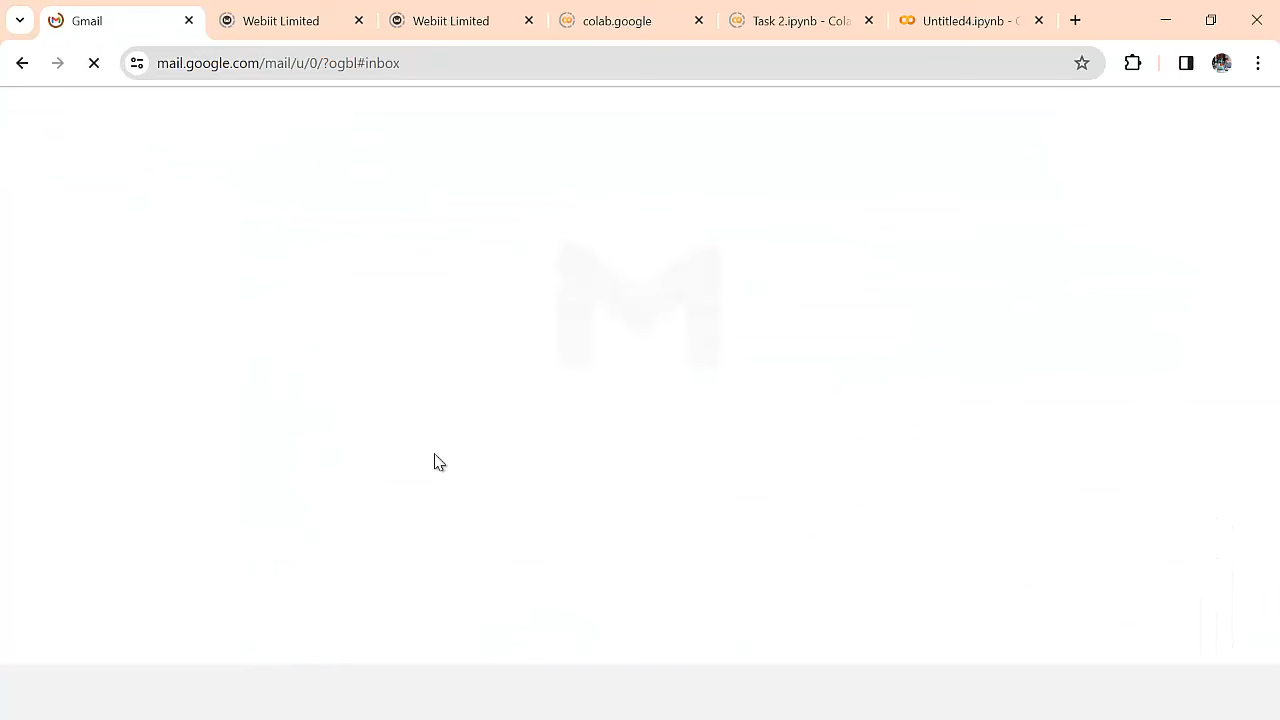 Gmail
Webiit Limited
Webiit Limited
colab.google
Task 2.ipynb - Cola
Untitled4.ipynb - C
mail.google.com/mail/u/0/?ogbl#inbox